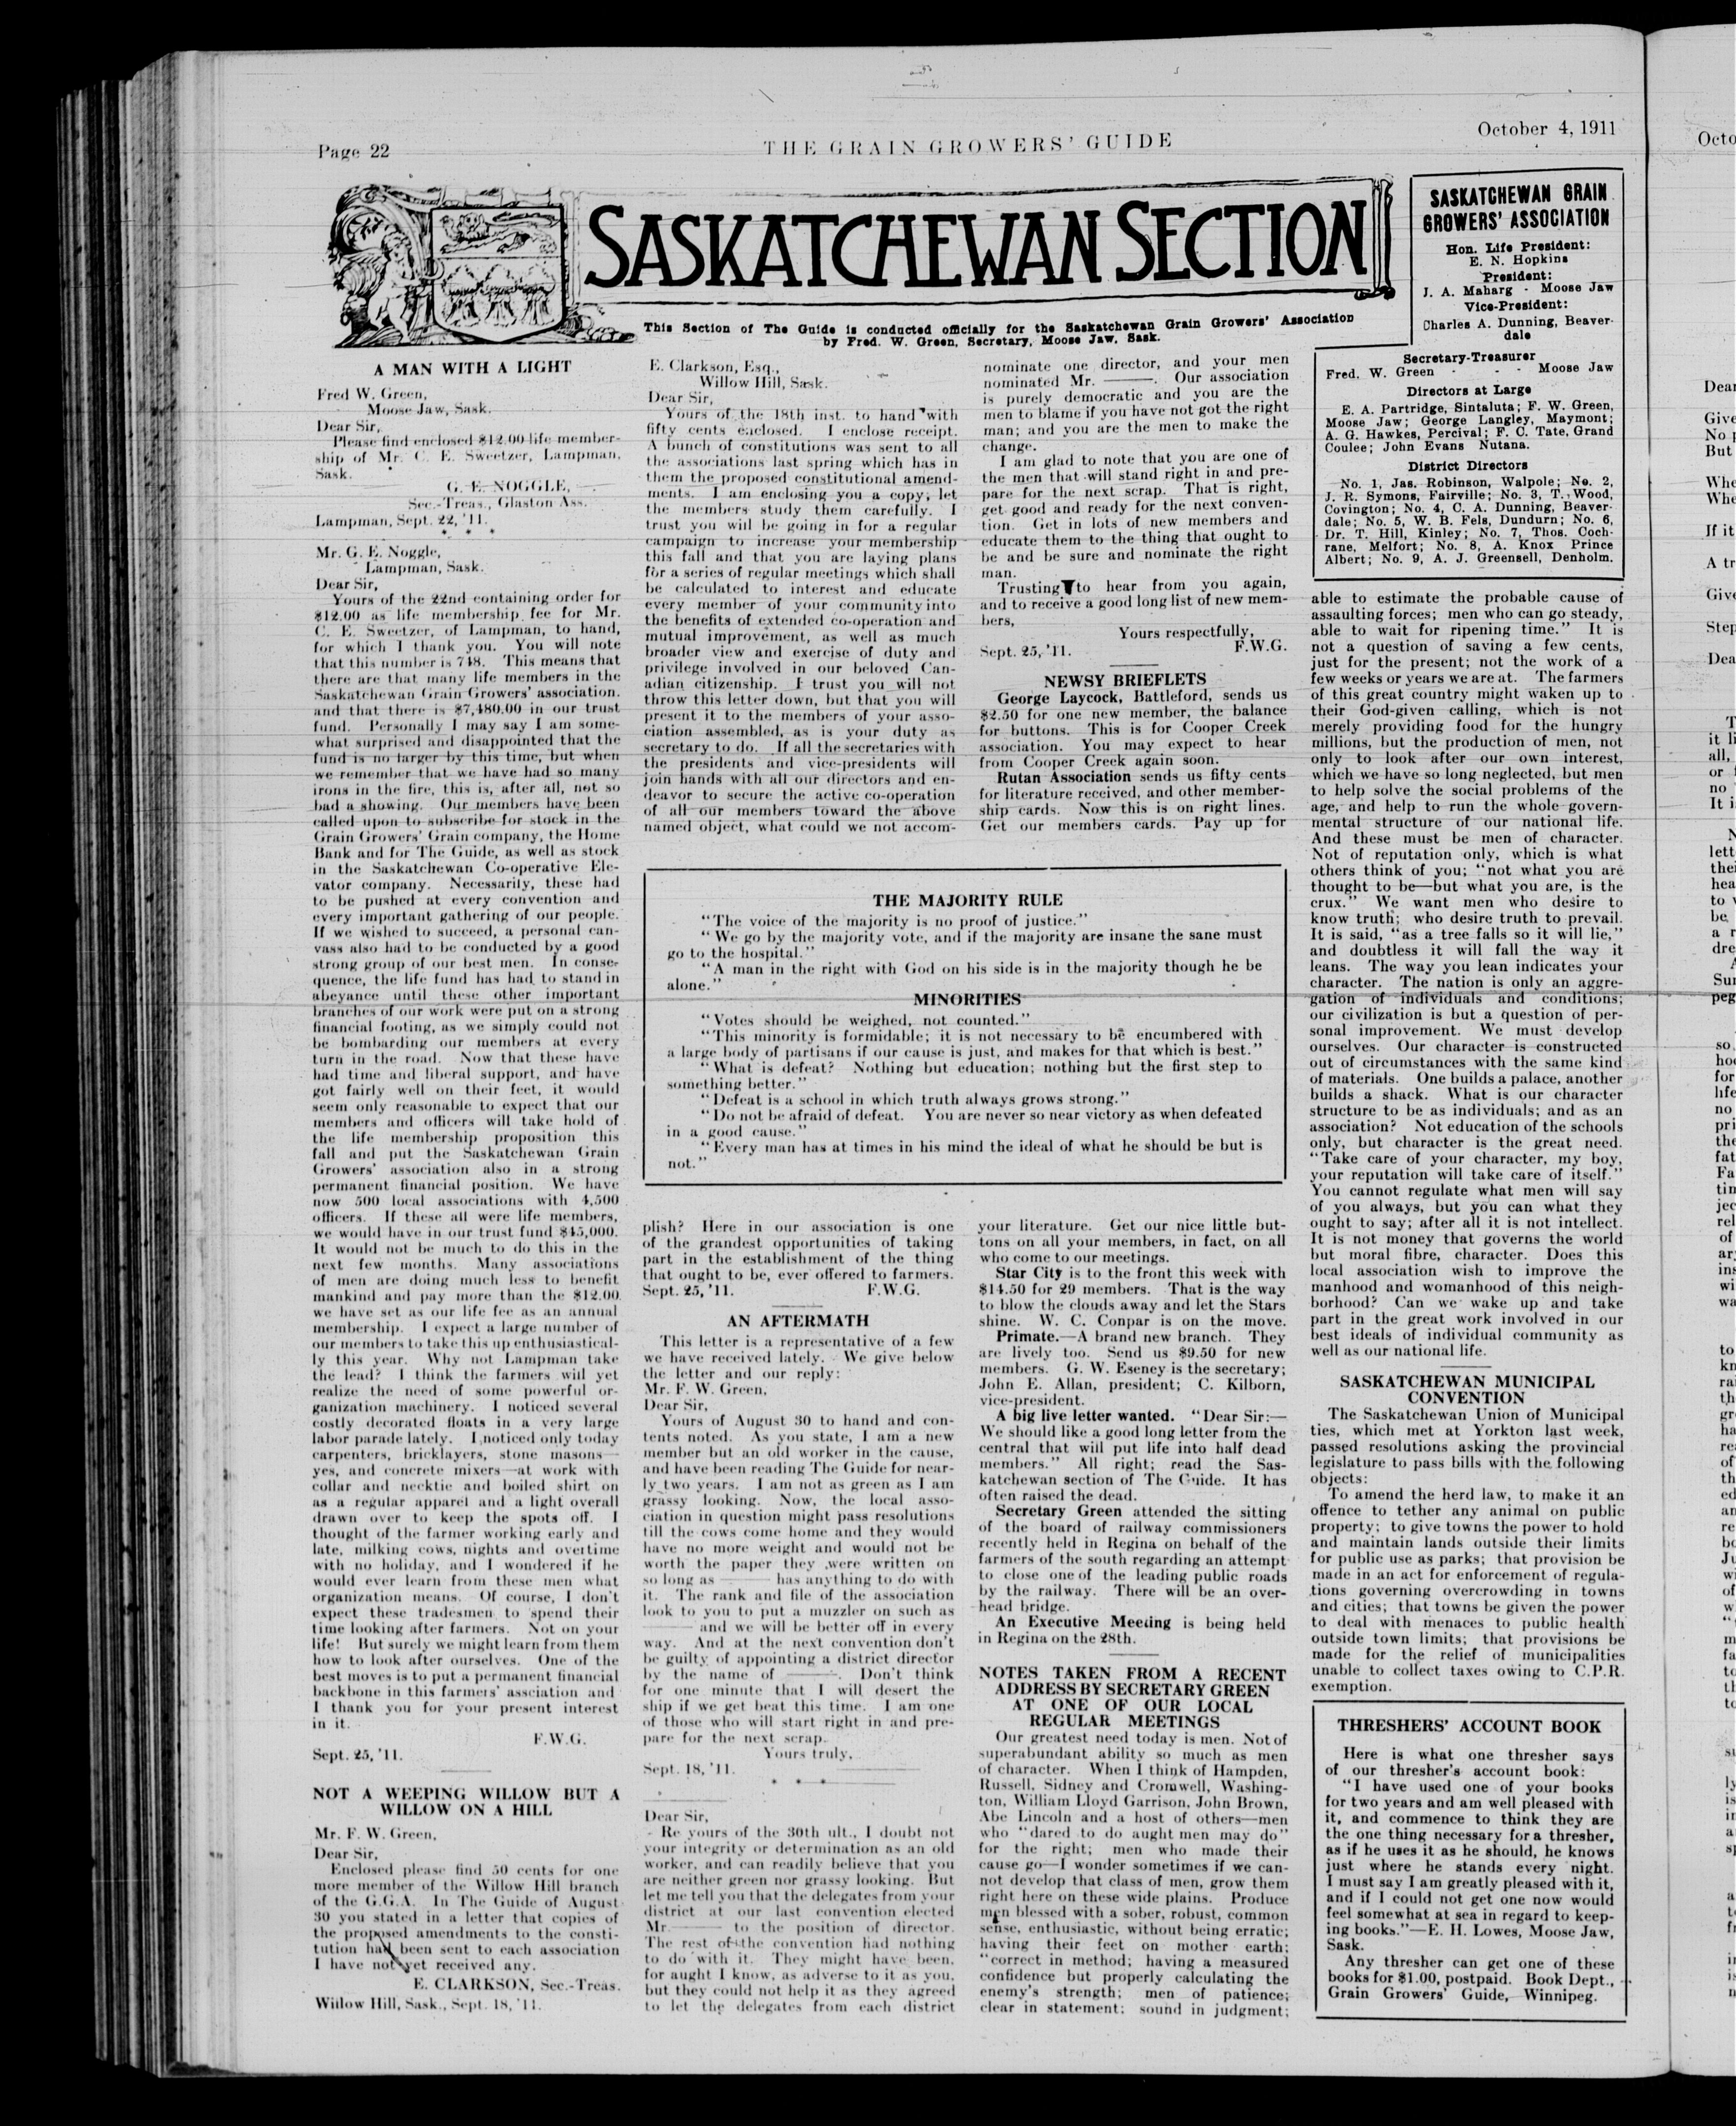 Page 22
THE GRAIN GROWERS' GUIDE
October 4, 1911
SASKATCHEWAN SECTION
This Section of The Guide is conducted officially for the Saskatchewan Grain Growers' Association
by Fred. W. Green, Secretary, Moose Jaw, Sask.
SASKATCHEWAN GRAIN
GROWERS' ASSOCIATION
Hon. Life President:
E. N. Hopkins
President:
J. A. Maharg - Moose Jaw
Vice-President:
Charles A. Dunning, Beaver-
dale
Secretary-Treasurer
Fred. W. Green - - - Moose Jaw
Directors at Large
E. A. Partridge, Sintaluta; F. W. Green,
Moose Jaw; George Langley, Maymont;
A. G. Hawkes, Percival; F. C. Tate, Grand
Coulee; John Evans Nutana.
District Directors
No. 1, Jas. Robinson, Walpole; No. 2,
J. R. Symons, Fairville; No. 3, T. Wood,
Covington; No. 4, C. A. Dunning, Beaver-
dale; No. 5, W. B. Fels, Dundurn; No. 6,
Dr. T. Hill, Kinley; No. 7, Thos. Coch-
rane, Melfort; No. 8, A. Knox Prince
Albert; No. 9, A. J. Greensell, Denholm.
A MAN WITH A LIGHT
Fred W. Green,
Moose Jaw, Sask.
Dear Sir,
Please find enclosed $12.00 life member-
ship of Mr. C. E. Sweetzer, Lampman,
Sask.
G. E. NOGGLE,
Sec.-Treas., Glaston Ass.
Lampman, Sept. 22, '11.
* * *
Mr. G. E. Noggle,
Lampman, Sask.
Dear Sir,
Yours of the 22nd containing order for
$12.00 as life membership fee for Mr.
C. E. Sweetzer, of Lampman, to hand,
for which I thank you. You will note
that this number is 748. This means that
there are that many life members in the
Saskatchewan Grain Growers' association.
and that there is $7,480.00 in our trust
fund. Personally I may say I am some-
what surprised and disappointed that the
fund is no larger by this time, but when
we remember that we have had so many
irons in the fire, this is, after all, not so
bad a showing. Our members have been
called upon to subscribe for stock in the
Grain Growers' Grain company, the Home
Bank and for The Guide, as well as stock
in the Saskatchewan Co-operative Ele-
vator company. Necessarily, these had
to be pushed at every convention and
every important gathering of our people.
If we wished to succeed, a personal can-
vass also had to be conducted by a good
strong group of our best men. In conse-
quence, the life fund has had to stand in
abeyance until these other important
branches of our work were put on a strong
financial footing, as we simply could not
be bombarding our members at every
turn in the road. Now that these have
had time and liberal support, and have
got fairly well on their feet, it would
seem only reasonable to expect that our
members and officers will take hold of
the life membership proposition this
fall and put the Saskatchewan Grain
Growers' association also in a strong
permanent financial position. We have
now 500 local associations with 4,500
officers. If these all were life members,
we would have in our trust fund $45,000.
It would not be much to do this in the
next few months. Many associations
of men are doing much less to benefit
mankind and pay more than the $12.00
we have set as our life fee as an annual
membership. I expect a large number of
our members to take this up enthusiastical-
ly this year. Why not Lampman take
the lead? I think the farmers will yet
realize the need of some powerful or-
ganization machinery. I noticed several
costly decorated floats in a very large
labor parade lately. I noticed only today
carpenters, bricklayers, stone masons—
yes, and concrete mixers—at work with
collar and necktie and boiled shirt on
as a regular apparel and a light overall
drawn over to keep the spots off. I
thought of the farmer working early and
late, milking cows, nights and overtime
with no holiday, and I wondered if he
would ever learn from these men what
organization means. Of course, I don't
expect these tradesmen to spend their
time looking after farmers. Not on your
life! But surely we might learn from them
how to look after ourselves. One of the
best moves is to put a permanent financial
backbone in this farmers' assciation and
I thank you for your present interest
in it.
F.W.G.
Sept. 25, '11.
NOT A WEEPING WILLOW BUT A
WILLOW ON A HILL
Mr. F. W. Green,
Dear Sir,
Enclosed please find 50 cents for one
more member of the Willow Hill branch
of the G.G.A. In The Guide of August
30 you stated in a letter that copies of
the proposed amendments to the consti-
tution had been sent to each association
I have not yet received any.
E. CLARKSON, Sec.-Treas.
Willow Hill, Sask., Sept. 18, '11.
E. Clarkson, Esq.,
Willow Hill, Sask.
Dear Sir,
Yours of the 18th inst. to hand with
fifty cents enclosed. I enclose receipt.
A bunch of constitutions was sent to all
the associations last spring which has in
them the proposed constitutional amend-
ments. I am enclosing you a copy, let
the members study them carefully. I
trust you will be going in for a regular
campaign to increase your membership
this fall and that you are laying plans
for a series of regular meetings which shall
be calculated to interest and educate
every member of your community into
the benefits of extended co-operation and
mutual improvement, as well as much
broader view and exercise of duty and
privilege involved in our beloved Can-
adian citizenship. I trust you will not
throw this letter down, but that you will
present it to the members of your asso-
ciation assembled, as is your duty as
secretary to do. If all the secretaries with
the presidents and vice-presidents will
join hands with all our directors and en-
deavor to secure the active co-operation
of all our members toward the above
named object, what could we not accom-
plish? Here in our association is one
of the grandest opportunities of taking
part in the establishment of the thing
that ought to be, ever offered to farmers.
Sept. 25, '11. F.W.G.
AN AFTERMATH
This letter is a representative of a few
we have received lately. We give below
the letter and our reply:
Mr. F. W. Green,
Dear Sir,
Yours of August 30 to hand and con-
tents noted. As you state, I am a new
member but an old worker in the cause,
and have been reading The Guide for near-
ly two years. I am not as green as I am
grassy looking. Now, the local asso-
ciation in question might pass resolutions
till the cows come home and they would
have no more weight and would not be
worth the paper they were written on
so long as ——— has anything to do with
it. The rank and file of the association
look to you to put a muzzler on such as
——— and we will be better off in every
way. And at the next convention don't
be guilty of appointing a district director
by the name of ———. Don't think
for one minute that I will desert the
ship if we get beat this time. I am one
of those who will start right in and pre-
pare for the next scrap.
Yours truly,
Sept. 18, '11.
* * *
Dear Sir,
Re yours of the 30th ult., I doubt not
your integrity or determination as an old
worker, and can readily believe that you
are neither green nor grassy looking. But
let me tell you that the delegates from your
district at our last convention elected
Mr. ——— to the position of director.
The rest of the convention had nothing
to do with it. They might have been,
for aught I know, as adverse to it as you,
but they could not help it as they agreed
to let the delegates from each district
nominate one director, and your men
nominated Mr. ———. Our association
is purely democratic and you are the
men to blame if you have not got the right
man; and you are the men to make the
change.
I am glad to note that you are one of
the men that will stand right in and pre-
pare for the next scrap. That is right,
get good and ready for the next conven-
tion. Get in lots of new members and
educate them to the thing that ought to
be and be sure and nominate the right
man.
Trusting to hear from you again,
and to receive a good long list of new mem-
bers,
Yours respectfully,
Sept. 25, '11. F.W.G.
NEWSY BRIEFLETS
George Laycock, Battleford, sends us
$2.50 for one new member, the balance
for buttons. This is for Cooper Creek
association. You may expect to hear
from Cooper Creek again soon.
Rutan Association sends us fifty cents
for literature received, and other member-
ship cards. Now this is on right lines.
Get our members cards. Pay up for
your literature. Get our nice little but-
tons on all your members, in fact, on all
who come to our meetings.
Star City is to the front this week with
$14.50 for 29 members. That is the way
to blow the clouds away and let the Stars
shine. W. C. Conpar is on the move.
Primate.—A brand new branch. They
are lively too. Send us $9.50 for new
members. G. W. Eseney is the secretary;
John E. Allan, president; C. Kilborn,
vice-president.
A big live letter wanted. "Dear Sir:—
We should like a good long letter from the
central that will put life into half dead
members." All right; read the Sas-
katchewan section of The Guide. It has
often raised the dead.
Secretary Green attended the sitting
of the board of railway commissioners
recently held in Regina on behalf of the
farmers of the south regarding an attempt
to close one of the leading public roads
by the railway. There will be an over-
head bridge.
An Executive Meeting is being held
in Regina on the 28th.
NOTES TAKEN FROM A RECENT
ADDRESS BY SECRETARY GREEN
AT ONE OF OUR LOCAL
REGULAR MEETINGS
Our greatest need today is men. Not of
superabundant ability so much as men
of character. When I think of Hampden,
Russell, Sidney and Cromwell, Washing-
ton, William Lloyd Garrison, John Brown,
Abe Lincoln and a host of others—men
who "dared to do aught men may do"
for the right; men who made their
cause go—I wonder sometimes if we can-
not develop that class of men, grow them
right here on these wide plains. Produce
men blessed with a sober, robust, common
sense, enthusiastic, without being erratic;
having their feet on mother earth;
"correct in method; having a measured
confidence but properly calculating the
enemy's strength; men of patience;
clear in statement; sound in judgment;
able to estimate the probable cause of
assaulting forces; men who can go steady,
able to wait for ripening time." It is
not a question of saving a few cents,
just for the present; not the work of a
few weeks or years we are at. The farmers
of this great country might waken up to
their God-given calling, which is not
merely providing food for the hungry
millions, but the production of men, not
only to look after our own interest,
which we have so long neglected, but men
to help solve the social problems of the
age, and help to run the whole govern-
mental structure of our national life.
And these must be men of character.
Not of reputation only, which is what
others think of you; "not what you are
thought to be—but what you are, is the
crux." We want men who desire to
know truth; who desire truth to prevail.
It is said, "as a tree falls so it will lie,"
and doubtless it will fall the way it
leans. The way you lean indicates your
character. The nation is only an aggre-
gation of individuals and conditions;
our civilization is but a question of per-
sonal improvement. We must develop
ourselves. Our character is constructed
out of circumstances with the same kind
of materials. One builds a palace, another
builds a shack. What is our character
structure to be as individuals; and as an
association? Not education of the schools
only, but character is the great need.
"Take care of your character, my boy,
your reputation will take care of itself."
You cannot regulate what men will say
of you always, but you can what they
ought to say; after all it is not intellect.
It is not money that governs the world
but moral fibre, character. Does this
local association wish to improve the
manhood and womanhood of this neigh-
borhood? Can we wake up and take
part in the great work involved in our
best ideals of individual community as
well as our national life.
SASKATCHEWAN MUNICIPAL
CONVENTION
The Saskatchewan Union of Municipal
ties, which met at Yorkton last week,
passed resolutions asking the provincial
legislature to pass bills with the following
objects:
To amend the herd law, to make it an
offence to tether any animal on public
property; to give towns the power to hold
and maintain lands outside their limits
for public use as parks; that provision be
made in an act for enforcement of regula-
tions governing overcrowding in towns
and cities; that towns be given the power
to deal with menaces to public health
outside town limits; that provisions be
made for the relief of municipalities
unable to collect taxes owing to C.P.R.
exemption.
THE MAJORITY RULE
"The voice of the majority is no proof of justice."
"We go by the majority vote, and if the majority are insane the sane must
go to the hospital."
"A man in the right with God on his side is in the majority though he be
alone."
MINORITIES
"Votes should be weighed, not counted."
"This minority is formidable; it is not necessary to be encumbered with
a large body of partisans if our cause is just, and makes for that which is best."
"What is defeat? Nothing but education; nothing but the first step to
something better."
"Defeat is a school in which truth always grows strong."
"Do not be afraid of defeat. You are never so near victory as when defeated
in a good cause."
"Every man has at times in his mind the ideal of what he should be but is
not."
THRESHERS' ACCOUNT BOOK
Here is what one thresher says
of our thresher's account book:
"I have used one of your books
for two years and am well pleased with
it, and commence to think they are
the one thing necessary for a thresher,
as if he uses it as he should, he knows
just where he stands every night.
I must say I am greatly pleased with it,
and if I could not get one now would
feel somewhat at sea in regard to keep-
ing books."—E. H. Lowes, Moose Jaw,
Sask.
Any thresher can get one of these
books for $1.00, postpaid. Book Dept.,
Grain Growers' Guide, Winnipeg.